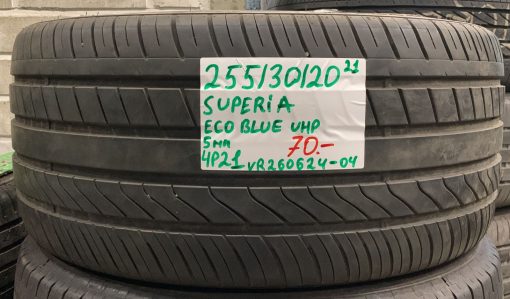 255/30/20 21
SUPERIA
ECO BLUE UHP
5MM 70.-
4P21 VR260624-04